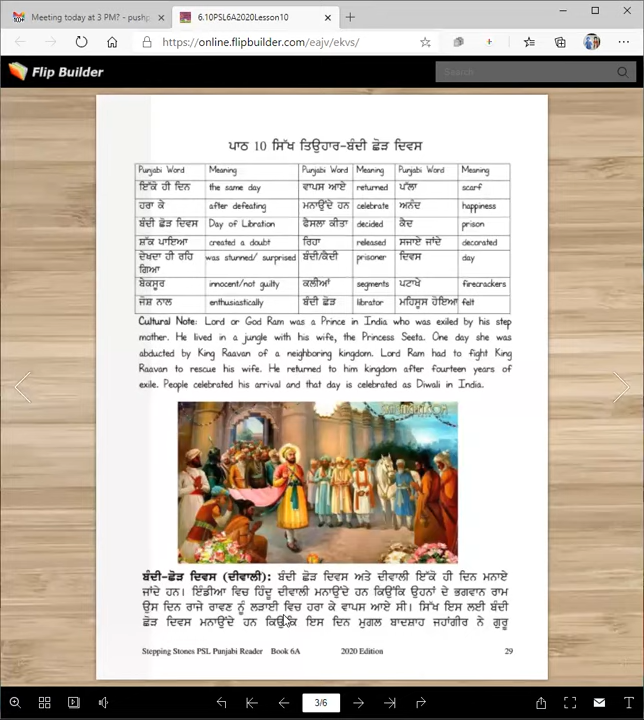 Meeting today at 3 PM? - pushp
6.10PSL6A2020Lesson10
https://online.flipbuilder.com/eajv/ekvs/
Flip Builder
Search
ਪਾਠ 10 ਸਿੱਖ ਤਿਉਹਾਰ-ਬੰਦੀ ਛੋੜ ਦਿਵਸ
Punjabi Word Meaning Punjabi Word Meaning Punjabi Word Meaning
ਇੱਕੋ ਹੀ ਦਿਨ the same day ਵਾਪਸ ਆਏ returned ਪੱਲਾ scarf
ਹਰਾ ਕੇ after defeating ਮਨਾਉਂਦੇ ਹਨ celebrate ਅਨੰਦ happiness
ਬੰਦੀ ਛੋੜ ਦਿਵਸ Day of Libration ਫੈਸਲਾ ਕੀਤਾ decided ਕੈਦ prison
ਸ਼ੱਕ ਪਾਇਆ created a doubt ਰਿਹਾ released ਸਜਾਏ ਜਾਂਦੇ decorated
ਦੇਖਦਾ ਹੀ ਰਹਿ ਗਿਆ was stunned/ surprised ਬੰਦੀ/ਕੈਦੀ prisoner ਦਿਵਸ day
ਬੇਕਸੂਰ innocent/not guilty ਕਲੀਆਂ segments ਪਟਾਖੇ firecrackers
ਜੋਸ਼ ਨਾਲ enthusiastically ਬੰਦੀ ਛੋੜ librator ਮਹਿਸੂਸ ਹੋਇਆ felt
Cultural Note: Lord or God Ram was a Prince in India who was exiled by his step
mother. He lived in a jungle with his wife, the Princess Seeta. One day she was
abducted by King Raavan of a neighboring kingdom. Lord Ram had to fight King
Raavan to rescue his wife. He returned to him kingdom after fourteen years of
exile. People celebrated his arrival and that day is celebrated as Diwali in India.
ਬੰਦੀ-ਛੋੜ ਦਿਵਸ (ਦੀਵਾਲੀ): ਬੰਦੀ ਛੋੜ ਦਿਵਸ ਅਤੇ ਦੀਵਾਲੀ ਇੱਕੋ ਹੀ ਦਿਨ ਮਨਾਏ
ਜਾਂਦੇ ਹਨ। ਇੰਡੀਆ ਵਿਚ ਹਿੰਦੂ ਦੀਵਾਲੀ ਮਨਾਉਂਦੇ ਹਨ ਕਿਉਂਕਿ ਉਹਨਾਂ ਦੇ ਭਗਵਾਨ ਰਾਮ
ਉਸ ਦਿਨ ਰਾਜੇ ਰਾਵਣ ਨੂੰ ਲੜਾਈ ਵਿਚ ਹਰਾ ਕੇ ਵਾਪਸ ਆਏ ਸੀ। ਸਿੱਖ ਇਸ ਲਈ ਬੰਦੀ
ਛੋੜ ਦਿਵਸ ਮਨਾਉਂਦੇ ਹਨ ਕਿਉਂਕਿ ਇਸ ਦਿਨ ਮੁਗਲ ਬਾਦਸ਼ਾਹ ਜਹਾਂਗੀਰ ਨੇ ਗੁਰੂ
Stepping Stones PSL Punjabi Reader Book 6A 2020 Edition 29
3/6